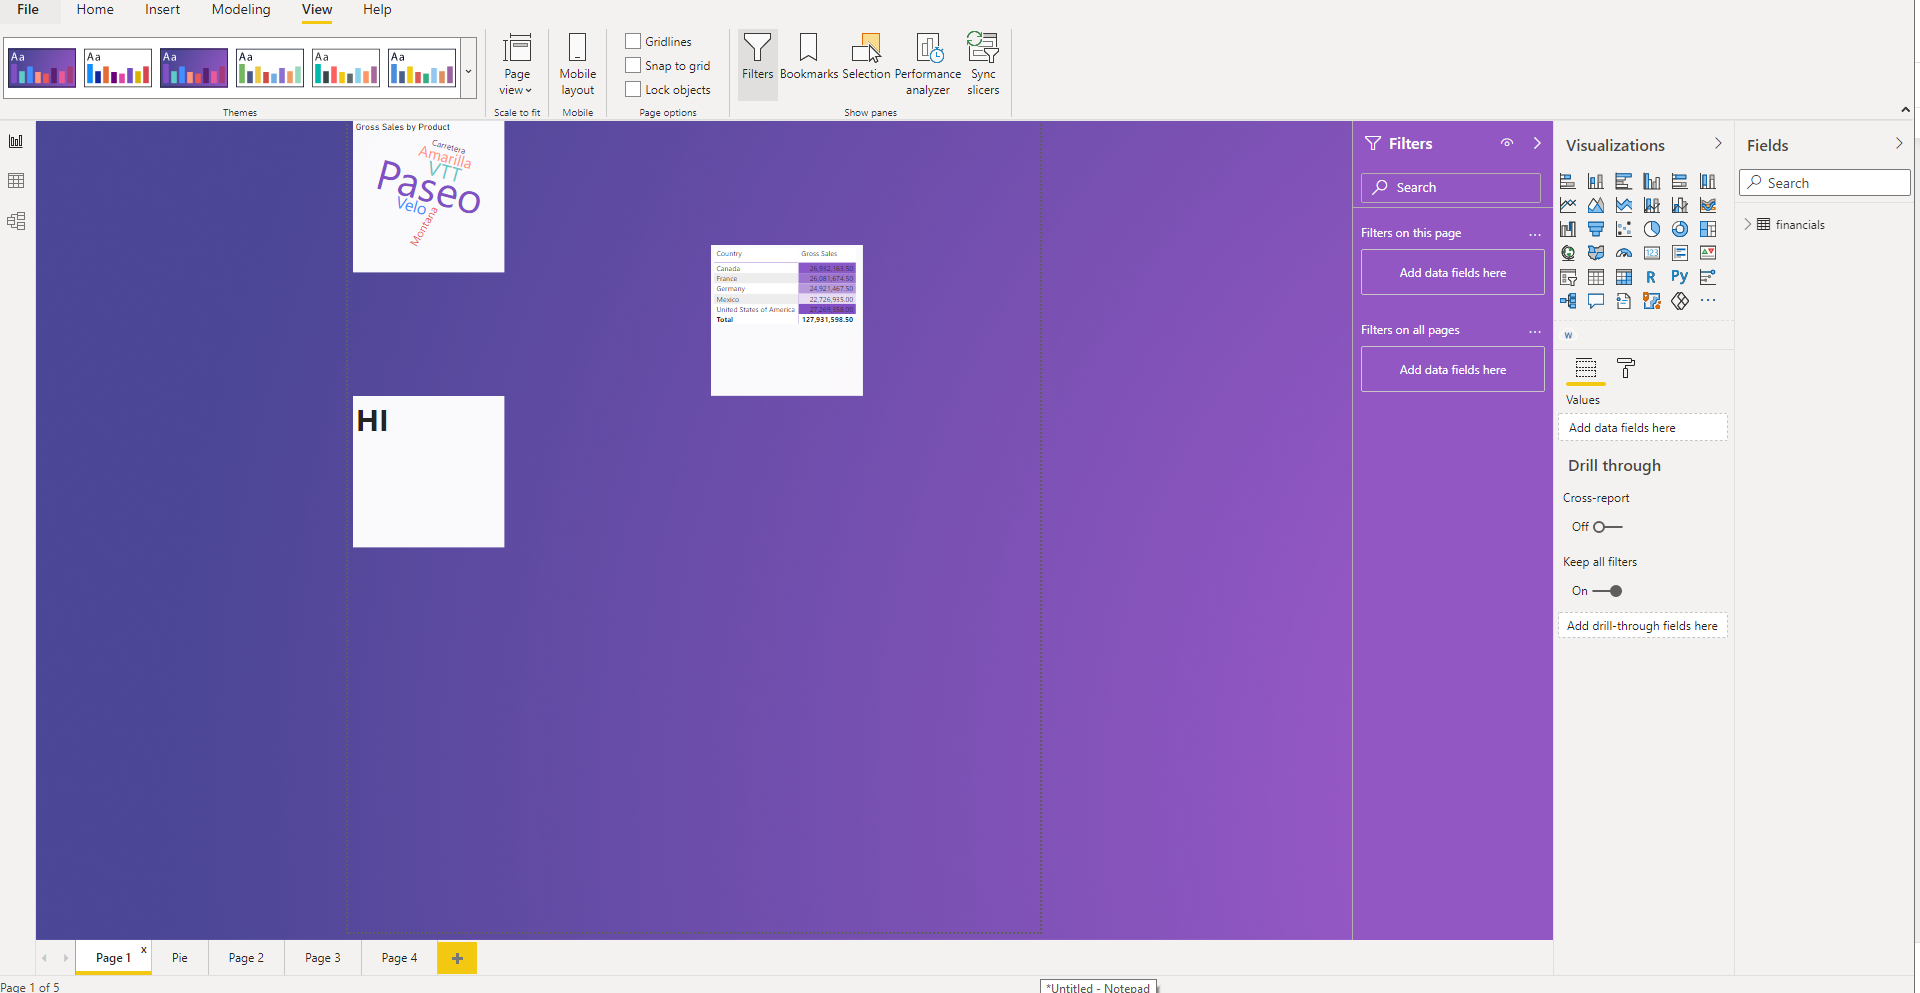 File Home Insert Modeling View Help
Aa Aa Aa Aa Aa Aa
Page view
Mobile layout
Gridlines
Snap to grid
Lock objects
Filters Bookmarks Selection Performance analyzer Sync slicers
Themes Scale to fit Mobile Page options Show panes
Gross Sales by Product
Carretera
Amarilla
VTT
Paseo
Velo
Montana
Country Gross Sales
Canada 26,932,163.50
France 26,081,674.50
Germany 24,921,467.50
Mexico 22,726,935.00
United States of America
Total 127,931,598.50
HI
Filters
Search
Filters on this page ...
Add data fields here
Filters on all pages ...
Add data fields here
Visualizations
123
R Py
...
W
Values
Add data fields here
Drill through
Cross-report
Off
Keep all filters
On
Add drill-through fields here
Fields
Search
financials
Page 1 x Pie Page 2 Page 3 Page 4 +
Page 1 of 5
*Untitled - Notepad